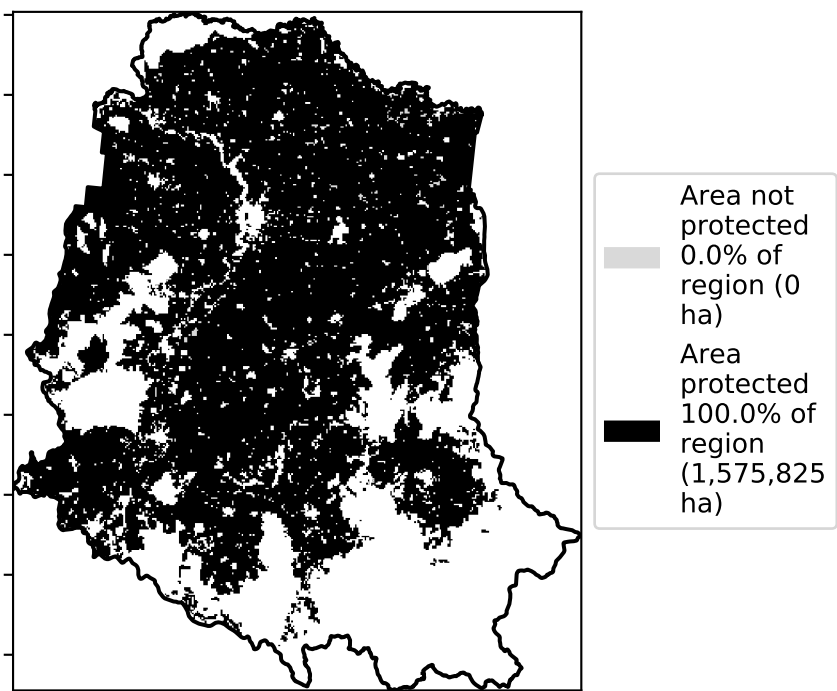 Area not
protected
0.0% of
region (0
ha)
Area
protected
100.0% of
region
(1,575,825
ha)